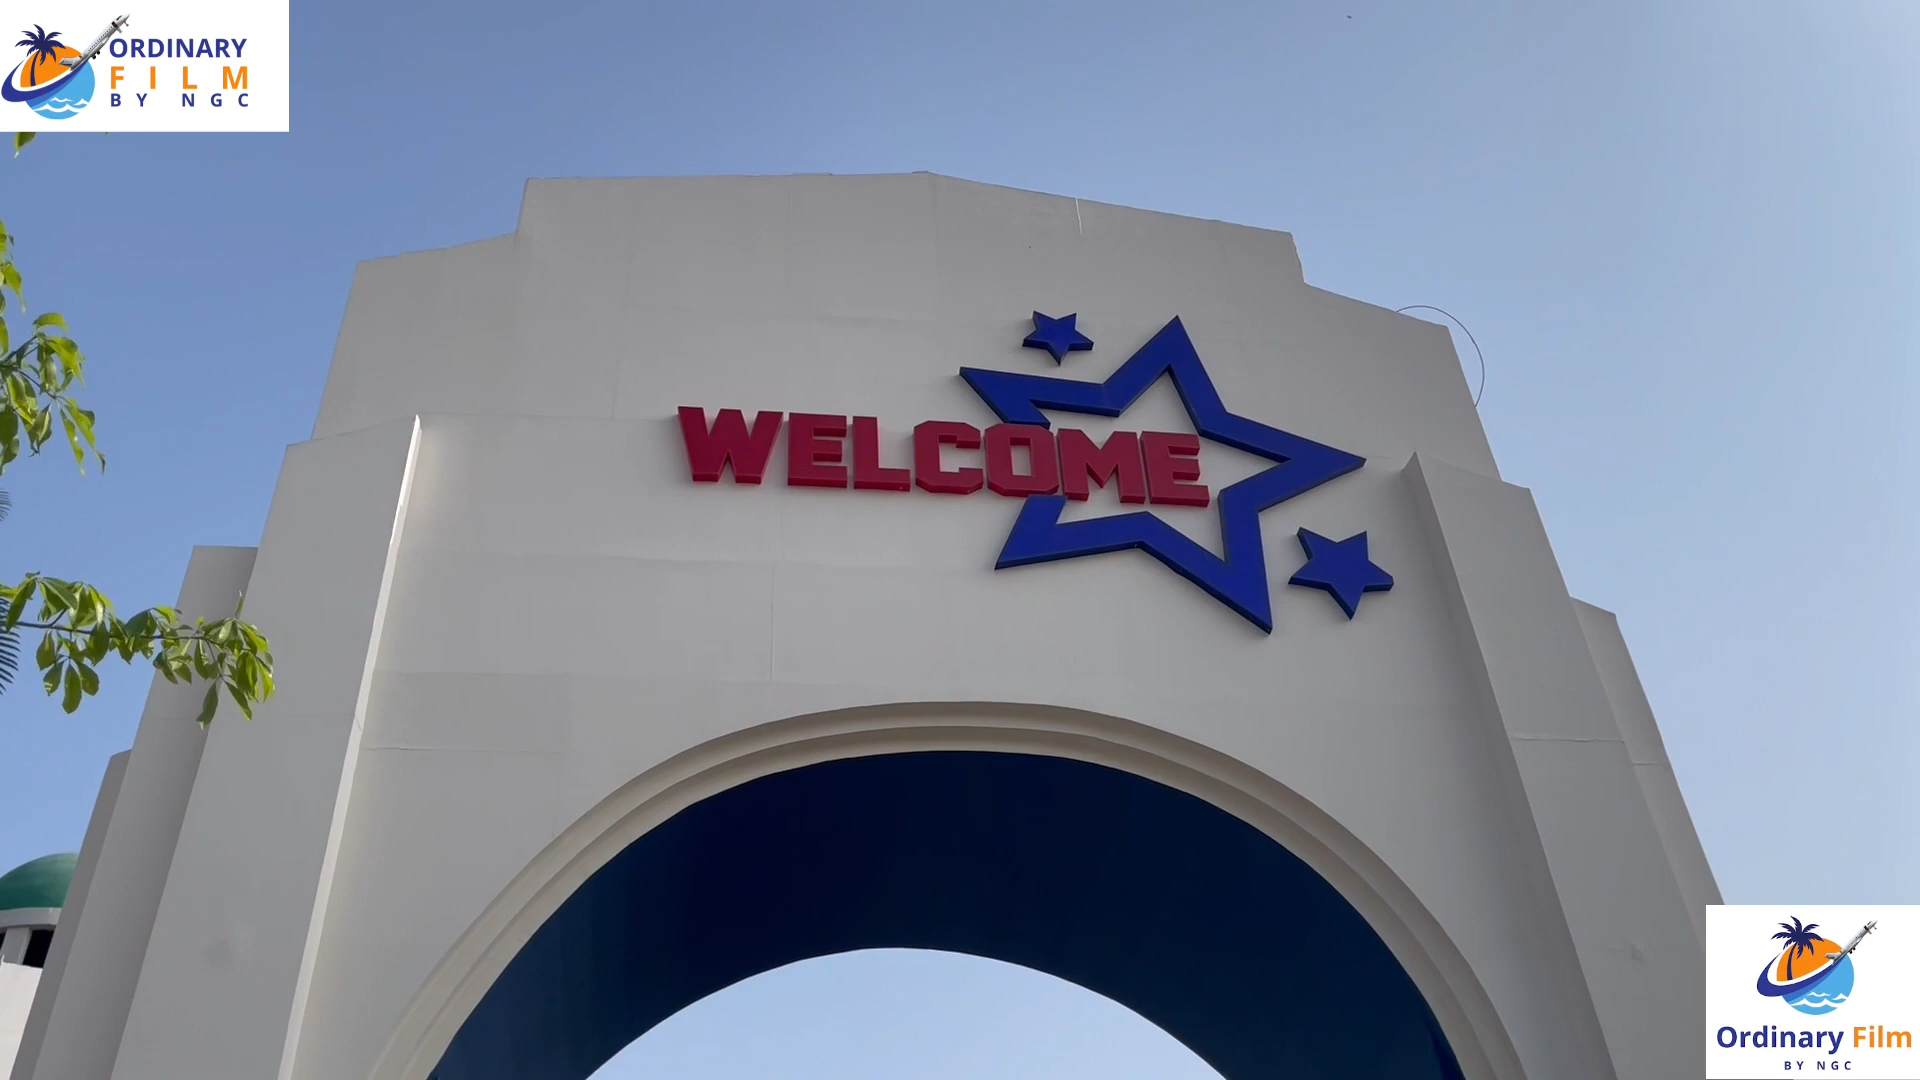 ORDINARY
FILM
BY NGC
WELCOME
Ordinary Film
BY NGC